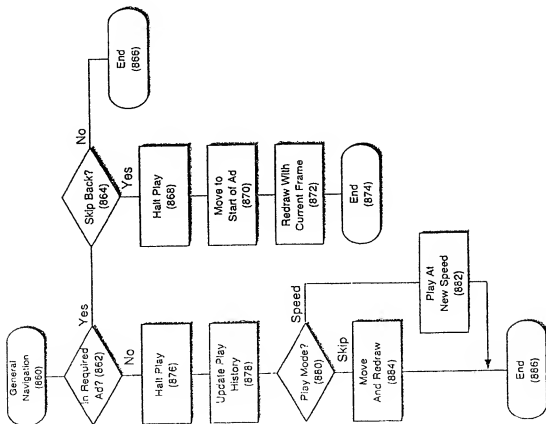 General
Navigation
(860)
In Required
Ad? (862)
Yes
No
Skip Back?
(864)
No
Yes
End
(866)
Halt Play
(868)
Move to
Start of Ad
(870)
Redraw With
Current Frame
(872)
End
(874)
Halt Play
(876)
Update Play
History
(878)
Play Mode?
(880)
Speed
Skip
Play At
New Speed
(882)
Move
And Redraw
(884)
End
(886)